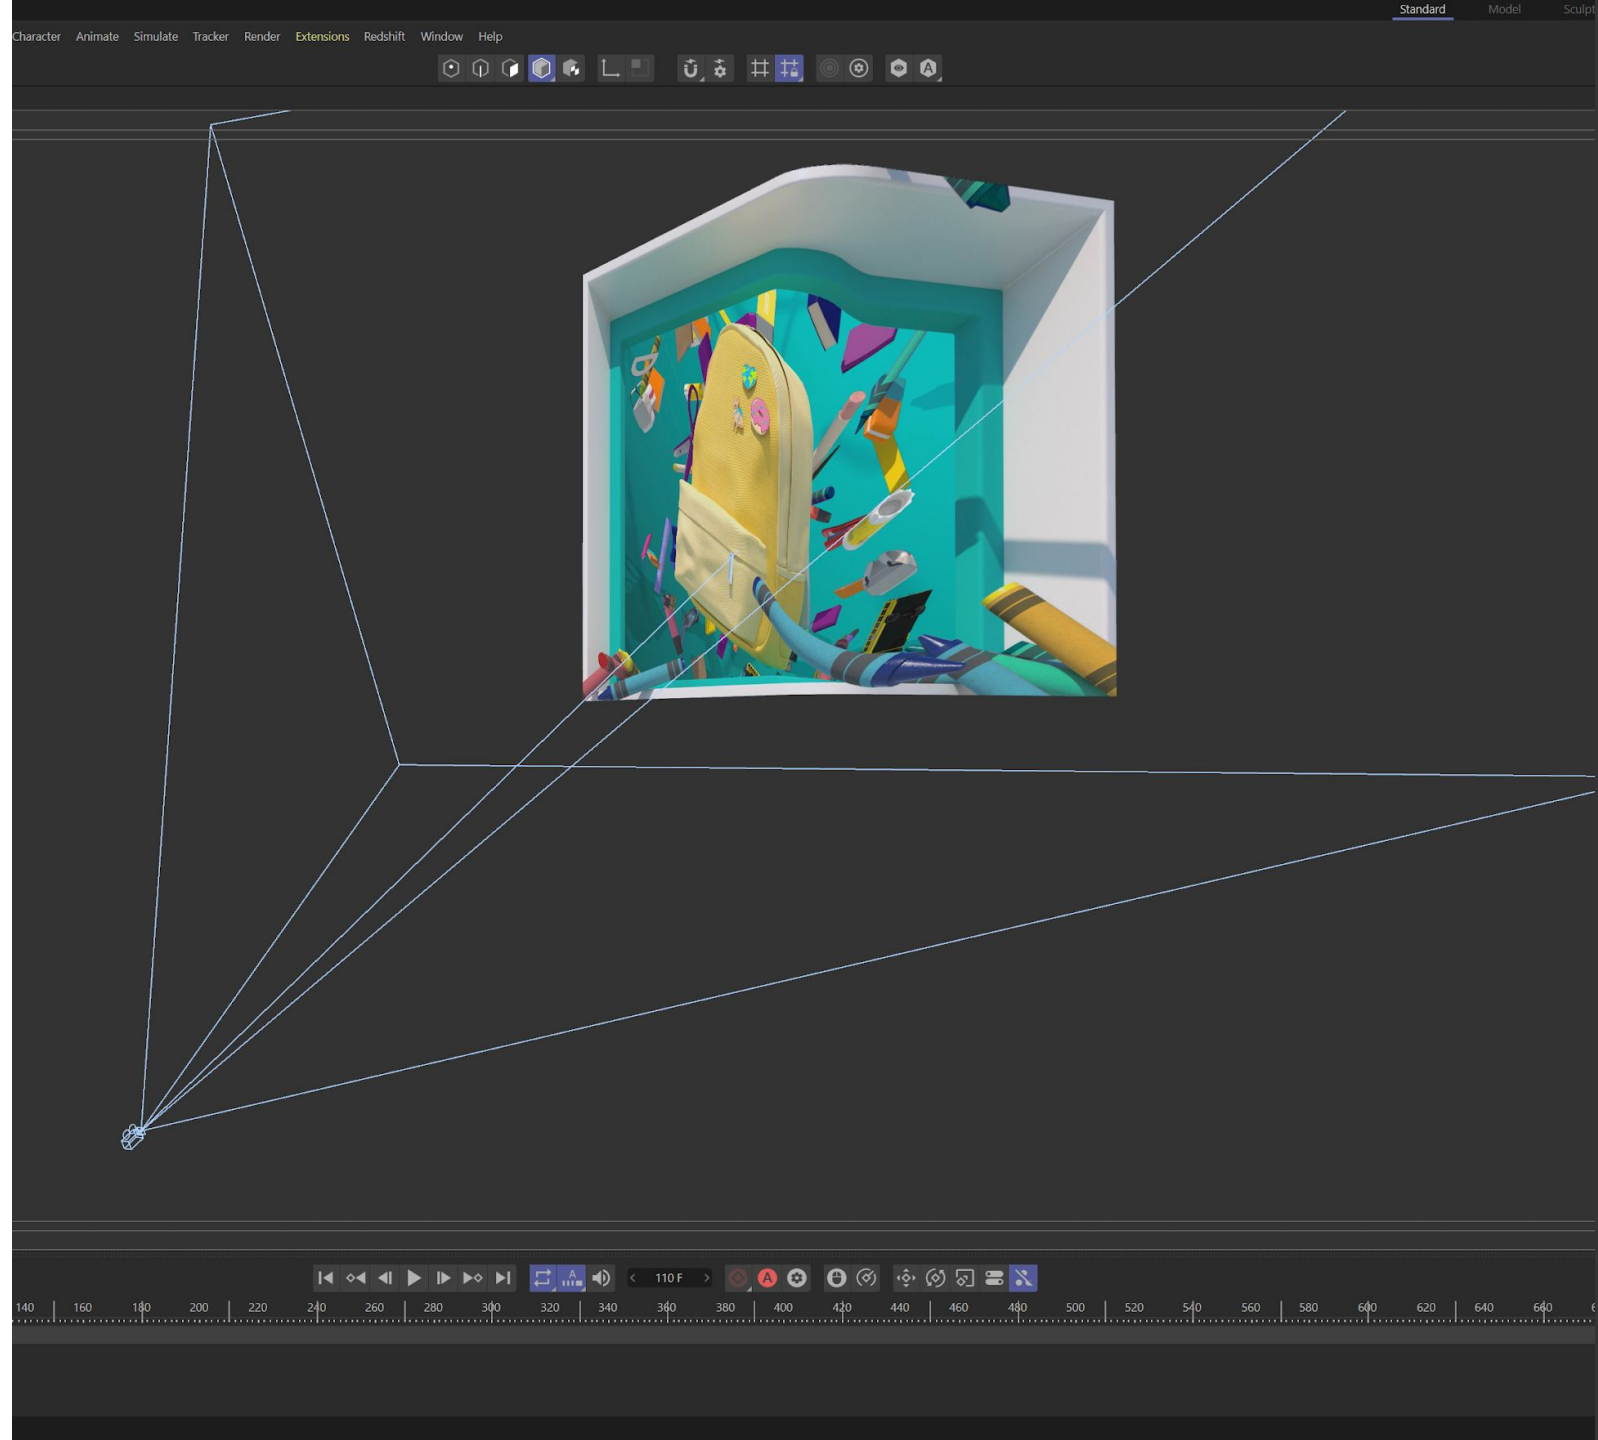 Standard Model Sculpt
Character Animate Simulate Tracker Render Extensions Redshift Window Help
A
A 110 F A
140 160 180 200 220 240 260 280 300 320 340 360 380 400 420 440 460 480 500 520 540 560 580 600 620 640 660